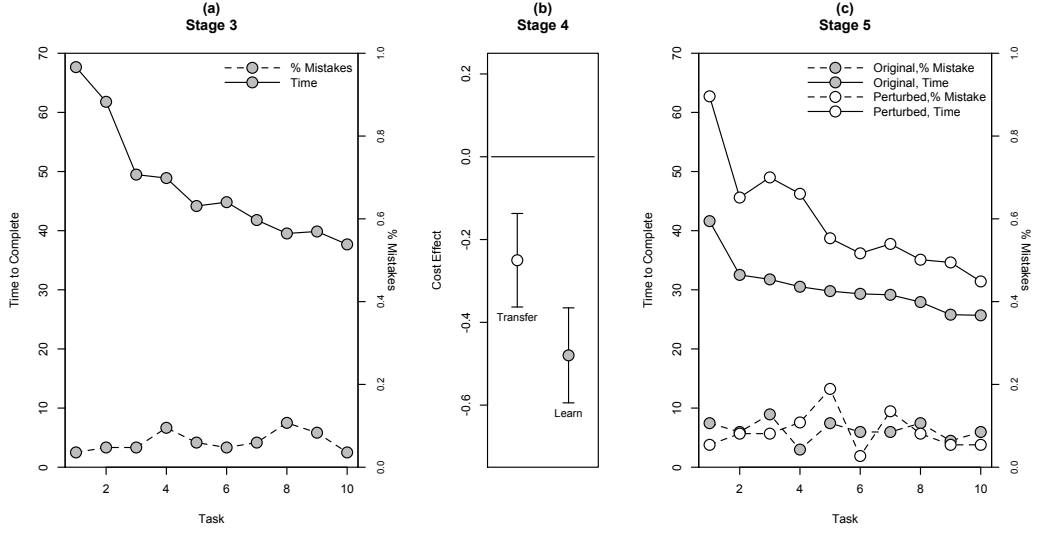 (a)
Stage 3
Time to Complete
70
60
50
40
30
20
10
0
% Mistakes
Time
1.0
0.8
0.6
0.4
0.2
0.0
% Mistakes
2 4 6 8 10
Task
(b)
Stage 4
Cost Effect
0.2
0.0
-0.2
-0.4
-0.6
Transfer
Learn
(c)
Stage 5
Time to Complete
70
60
50
40
30
20
10
0
Original,% Mistake
Original, Time
Perturbed,% Mistake
Perturbed, Time
1.0
0.8
0.6
0.4
0.2
0.0
% Mistakes
2 4 6 8 10
Task